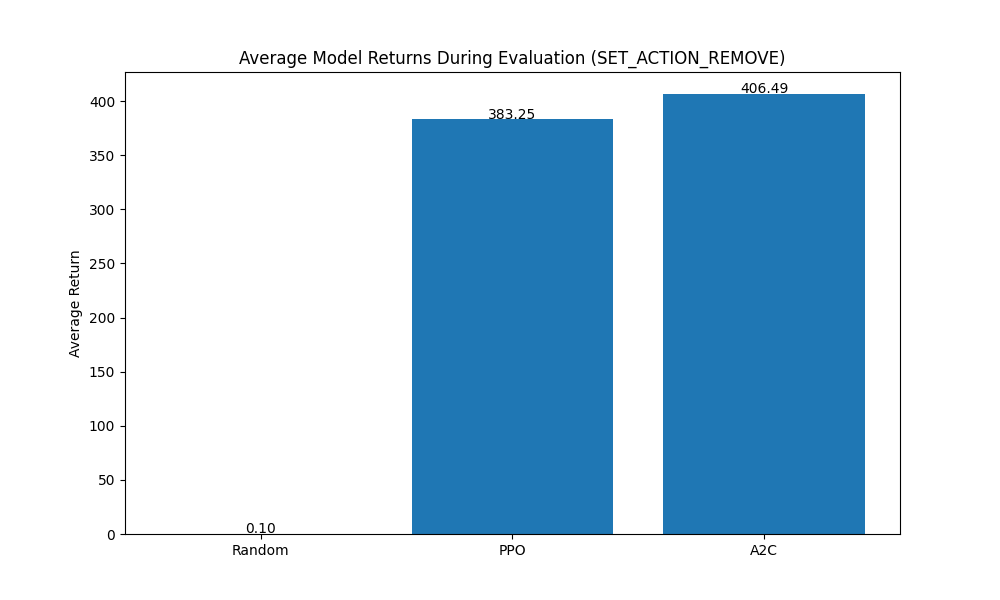 Average Model Returns During Evaluation (SET_ACTION_REMOVE)
Average Return
400
350
300
250
200
150
100
50
0
0.10
383.25
406.49
Random
PPO
A2C